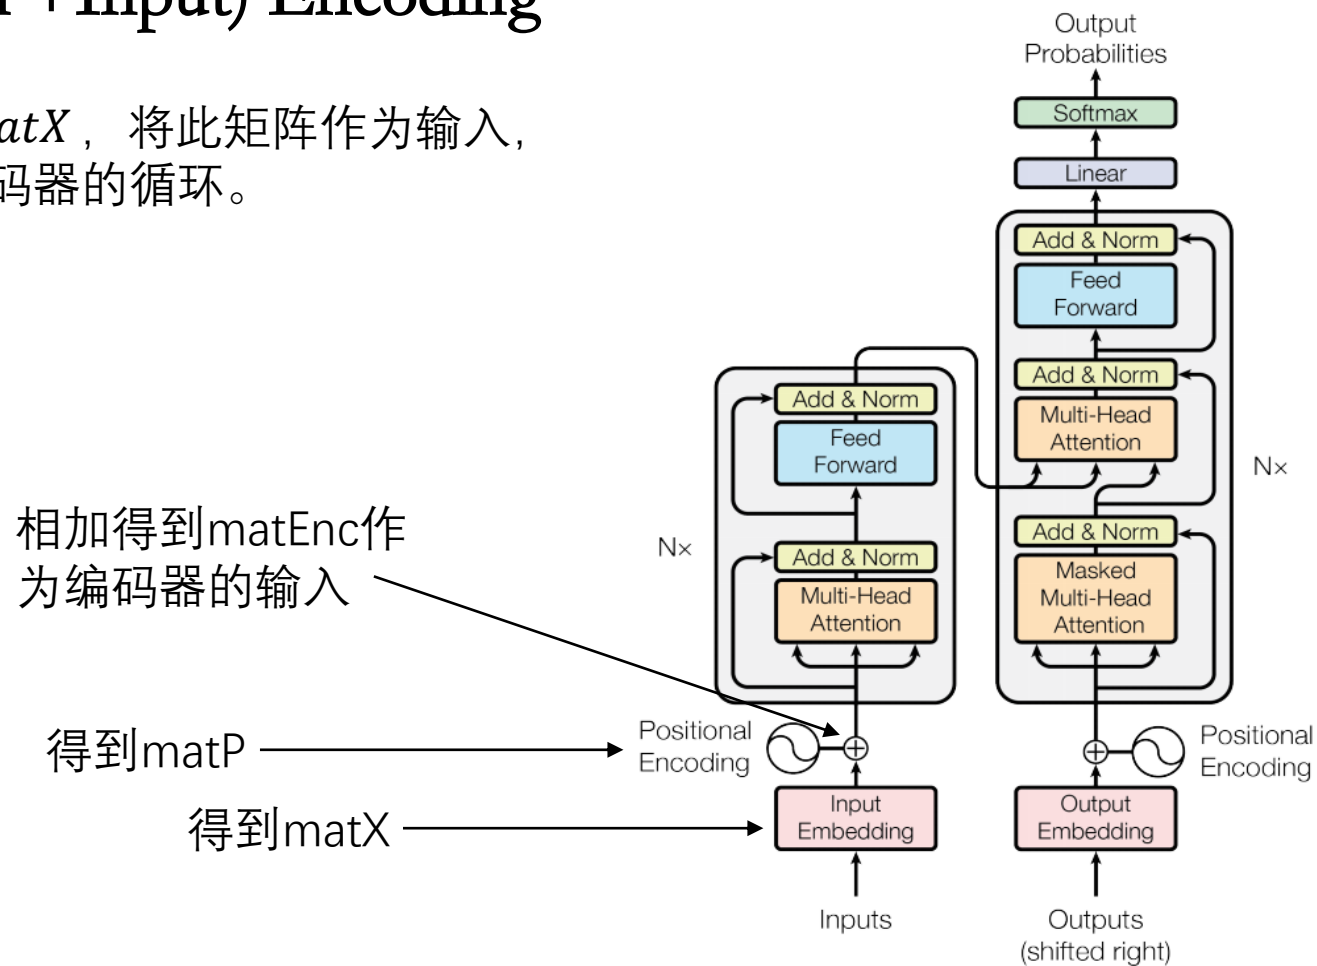 +Input) Encoding
atX ，将此矩阵作为输入,
码器的循环。
相加得到matEnc作
为编码器的输入
得到matP
得到matX
Output
Probabilities
Softmax
Linear
Add & Norm
Feed
Forward
Add & Norm
Multi-Head
Attention
Add & Norm
Masked
Multi-Head
Attention
N×
Positional
Encoding
Output
Embedding
Outputs
(shifted right)
Add & Norm
Feed
Forward
Add & Norm
Multi-Head
Attention
N×
Positional
Encoding
Input
Embedding
Inputs